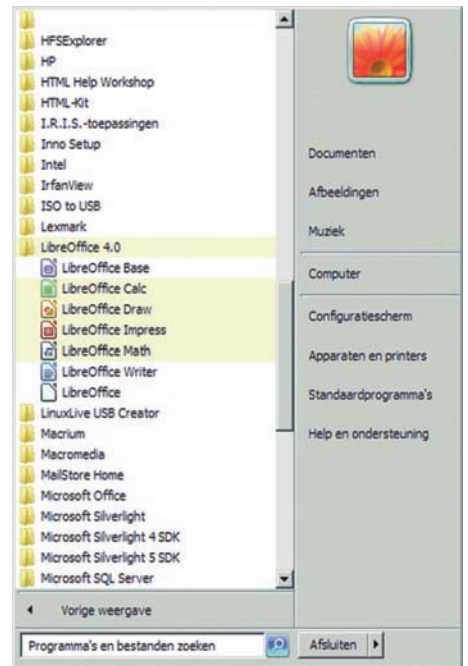 HFSExplorer
HP
HTML Help Workshop
HTML-Kit
I.R.I.S.-toepassingen
Inno Setup
Intel
IrfanView
ISO to USB
Lexmark
LibreOffice 4.0
LibreOffice Base
LibreOffice Calc
LibreOffice Draw
LibreOffice Impress
LibreOffice Math
LibreOffice Writer
LibreOffice
LinuxLive USB Creator
Macrium
Macromedia
MailStore Home
Microsoft Office
Microsoft Silverlight
Microsoft Silverlight 4 SDK
Microsoft Silverlight 5 SDK
Microsoft SQL Server
Vorige weergave
Programma's en bestanden zoeken
Documenten
Afbeeldingen
Muziek
Computer
Configuratiescherm
Apparaten en printers
Standaardprogramma's
Help en ondersteuning
Afsluiten